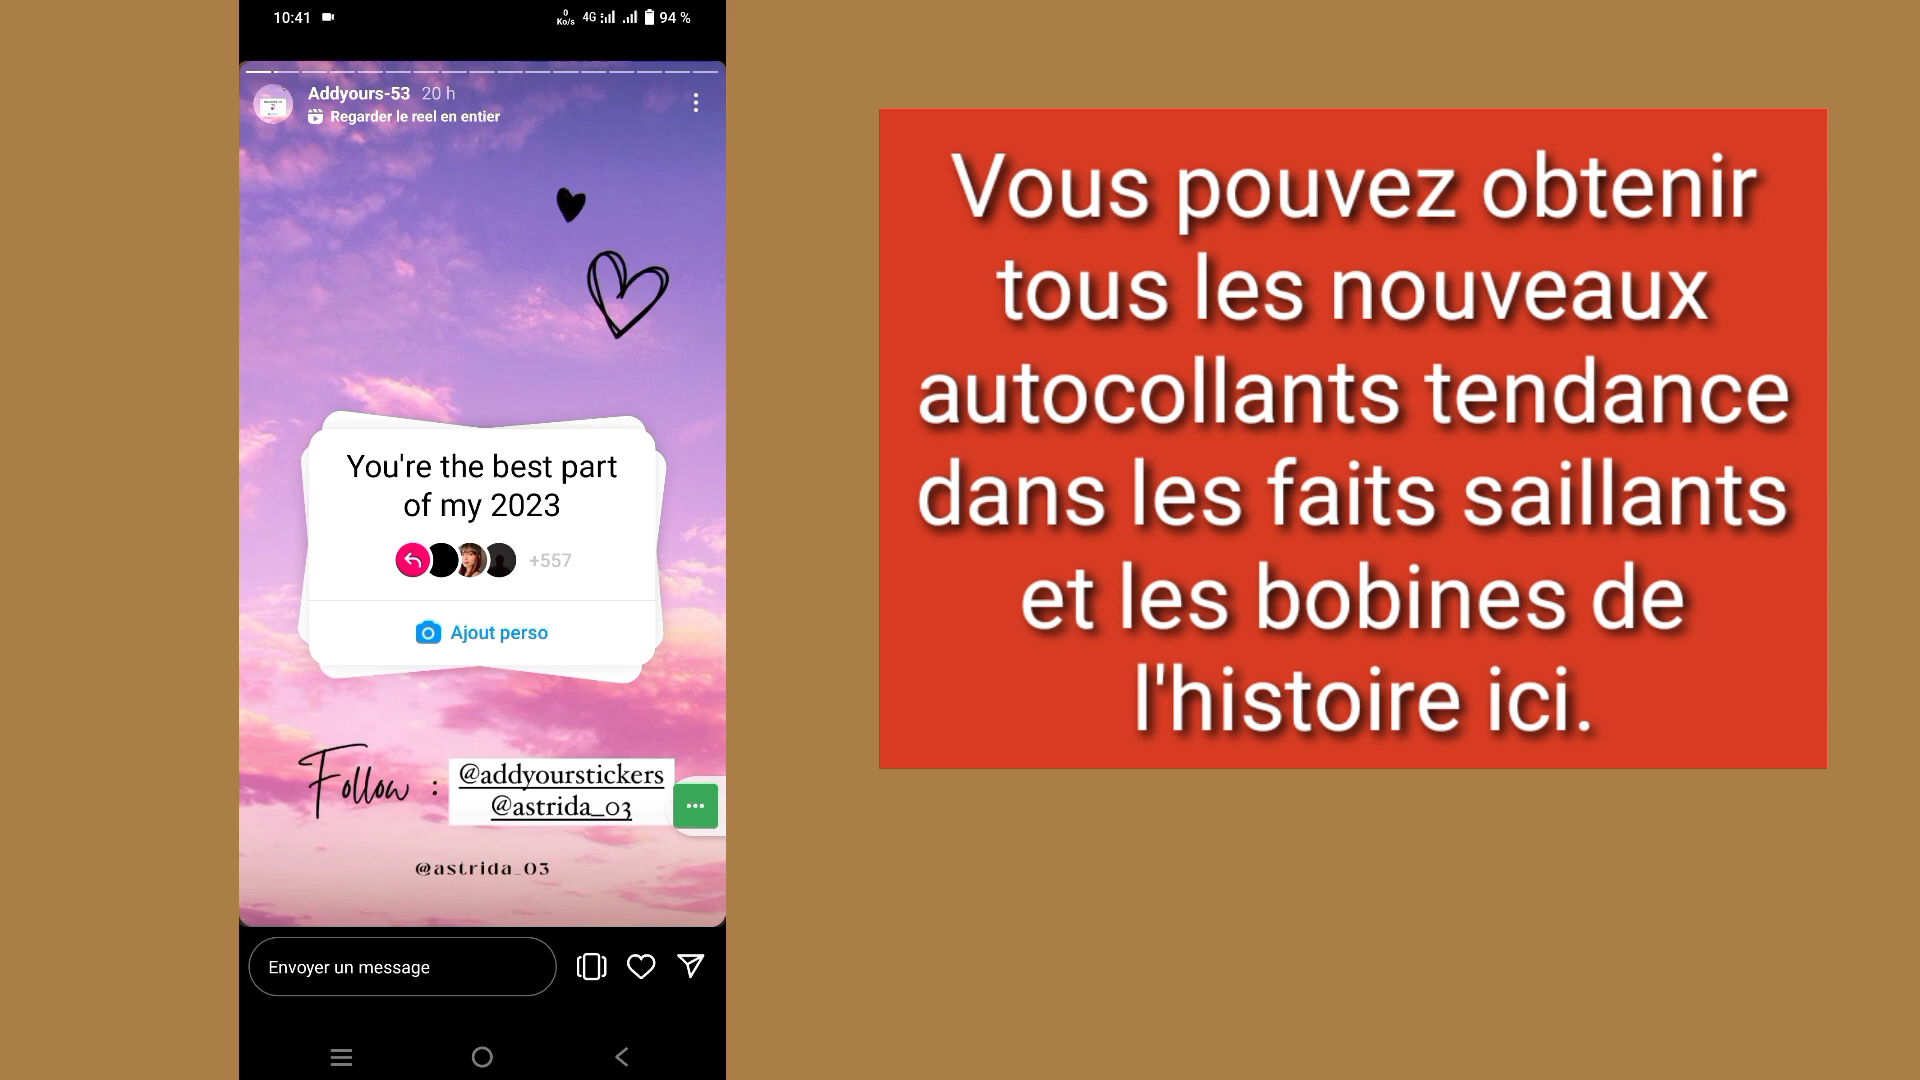 10:41
0
Ko/s
4G
94 %
Addyours-53 20 h
Regarder le reel en entier
You're the best part
of my 2023
+557
Ajout perso
Follow :
@addyourstickers
@astrida_03
@astrida_03
Envoyer un message
Vous pouvez obtenir
tous les nouveaux
autocollants tendance
dans les faits saillants
et les bobines de
l'histoire ici.